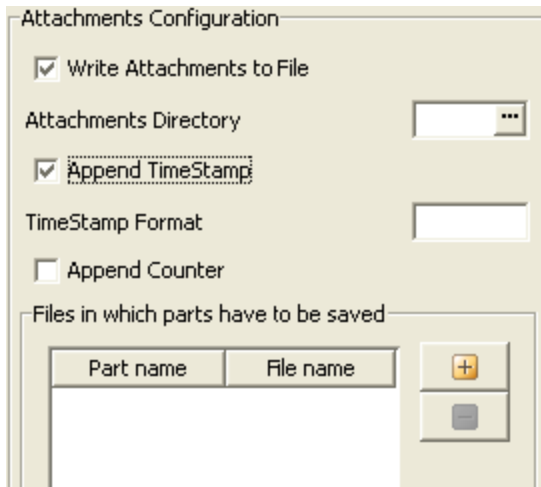 Attachments Configuration
Write Attachments to File
Attachments Directory
...
Append TimeStamp
TimeStamp Format
Append Counter
Files in which parts have to be saved
Part name File name